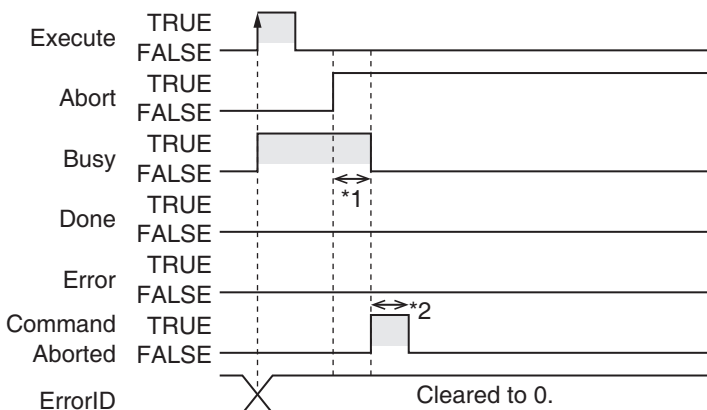 Execute TRUE
FALSE
Abort TRUE
FALSE
Busy TRUE
FALSE
*1
Done TRUE
FALSE
Error TRUE
FALSE
*2
Command TRUE
Aborted FALSE
ErrorID Cleared to 0.